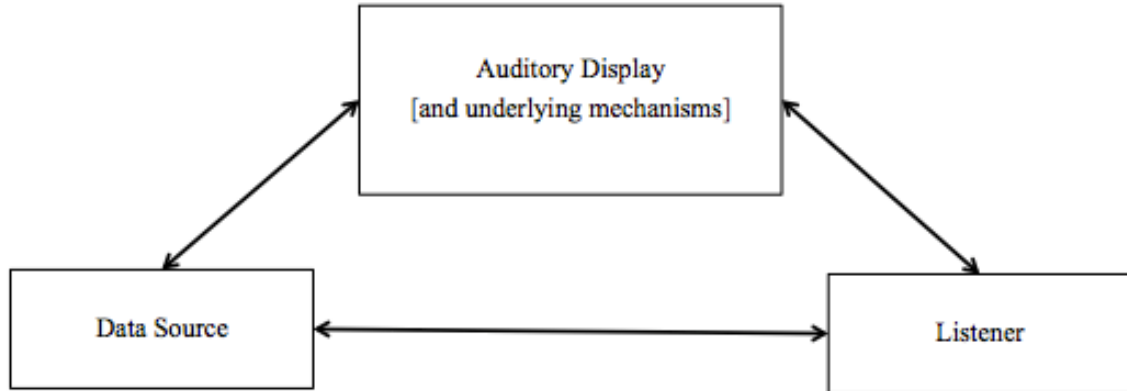 Auditory Display
[and underlying mechanisms]
Data Source
Listener